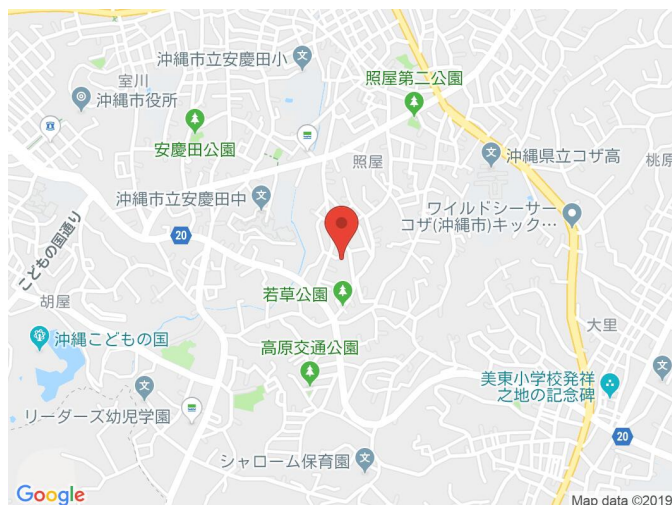 沖縄市立安慶田小
室川
沖縄市役所
照屋第二公園
安慶田公園
照屋
沖縄県立コザ高
桃原
沖縄市立安慶田中
ワイルドシーサー
コザ(沖縄市)キック…
20
こどもの国通り
胡屋
若草公園
大里
沖縄こどもの国
高原交通公園
美東小学校発祥
之地の記念碑
リーダーズ幼児学園
20
シャローム保育園
Google
Map data ©2019